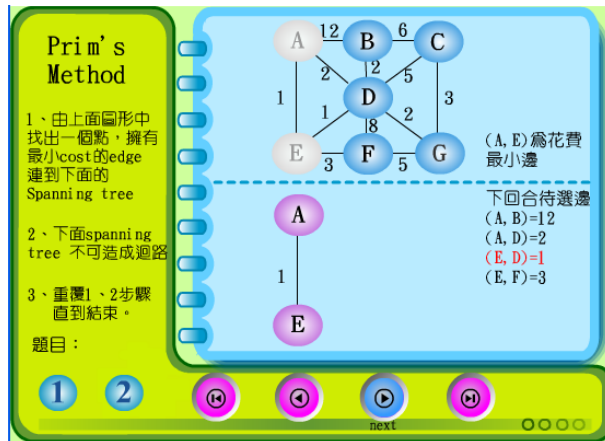 Prim's
Method
1、由上面圖形中
找出一個點,擁有
最小cost的edge
連到下面的
Spanning tree
2、下面spanning
tree 不可造成迴路
3、重覆1、2步驟
直到結束。
題目:
1 2
A 12 B 6 C
2 2 5
1 D 3
1 8 2
E 3 F 5 G
(A,E)為花費
最小邊
A
1
E
下回合待選邊
(A,B)=12
(A,D)=2
(E,D)=1
(E,F)=3
next